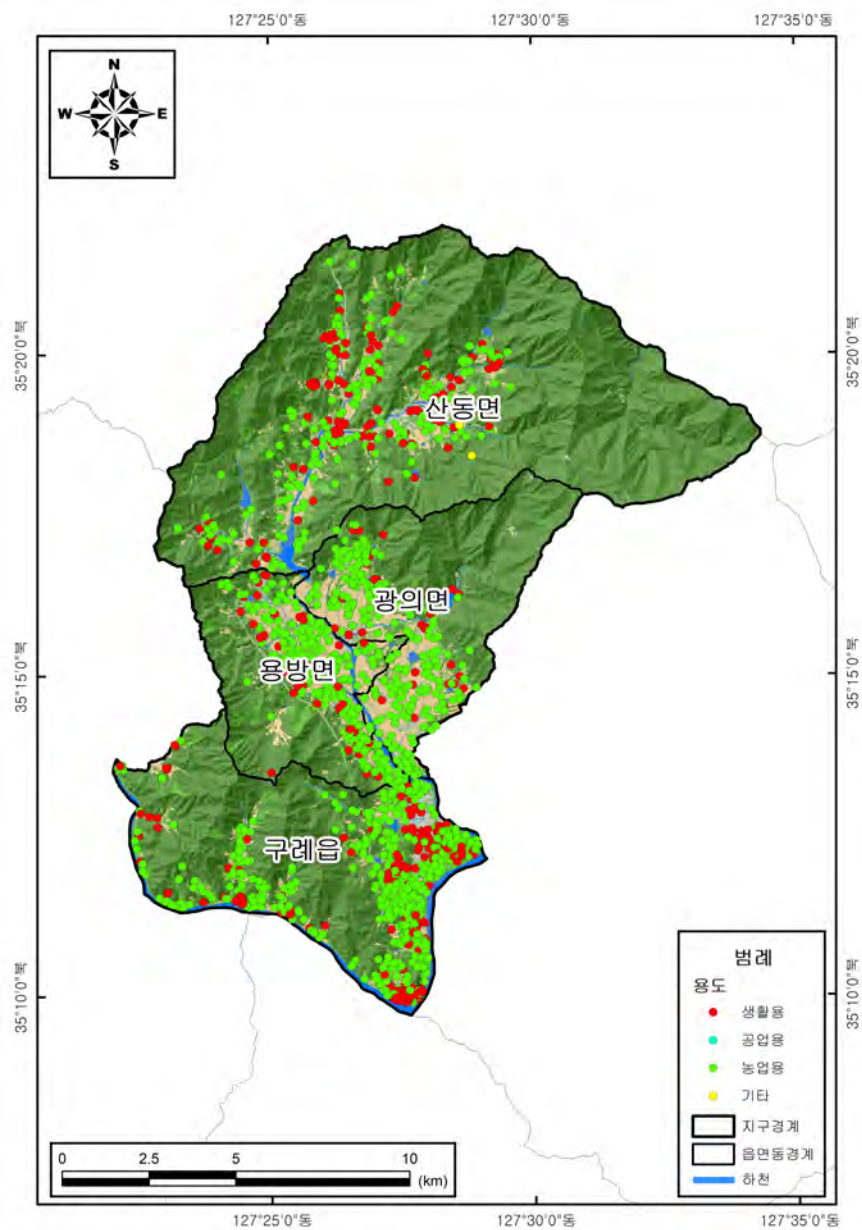 127°25'0"동 127°30'0"동 127°35'0"동
N
W E
S
35°20'0"북 35°20'0"북
산동면
광의면
35°15'0"북 용방면 35°15'0"북
구례읍
35°10'0"북 35°10'0"북
범례
용도
생활용
공업용
농업용
기타
지구경계
읍면동경계
하천
0 2.5 5 10
(km)
127°25'0"동 127°30'0"동 127°35'0"동